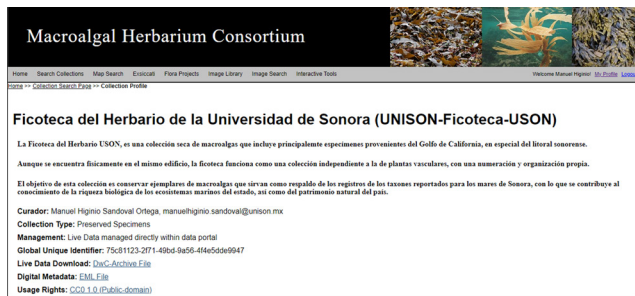 Macroalgal Herbarium Consortium
Home Search Collections Map Search Exsiccati Flora Projects Image Library Image Search Interactive Tools Welcome Manuel Higinio! My Profile Logout
Home >> Collection Search Page >> Collection Profile
Ficoteca del Herbario de la Universidad de Sonora (UNISON-Ficoteca-USON)
La Ficoteca del Herbario USON, es una colección seca de macroalgas que incluye principalemte especimenes provenientes del Golfo de California, en especial del litoral sonorense.
Aunque se encuentra físicamente en el mismo edificio, la ficoteca funciona como una colección independiente a la de plantas vasculares, con una numeración y organización propia.
El objetivo de esta colección es conservar ejemplares de macroalgas que sirvan como respaldo de los registros de los taxones reportados para los mares de Sonora, con lo que se contribuye al
conocimiento de la riqueza biológica de los ecosistemas marinos del estado, así como del patrimonio natural del país.
Curador: Manuel Higinio Sandoval Ortega, manuelhiginio.sandoval@unison.mx
Collection Type: Preserved Specimens
Management: Live Data managed directly within data portal
Global Unique Identifier: 75c81123-2f71-49bd-9a56-4f4e5dde9947
Live Data Download: DwC-Archive File
Digital Metadata: EML File
Usage Rights: CC0 1.0 (Public-domain)